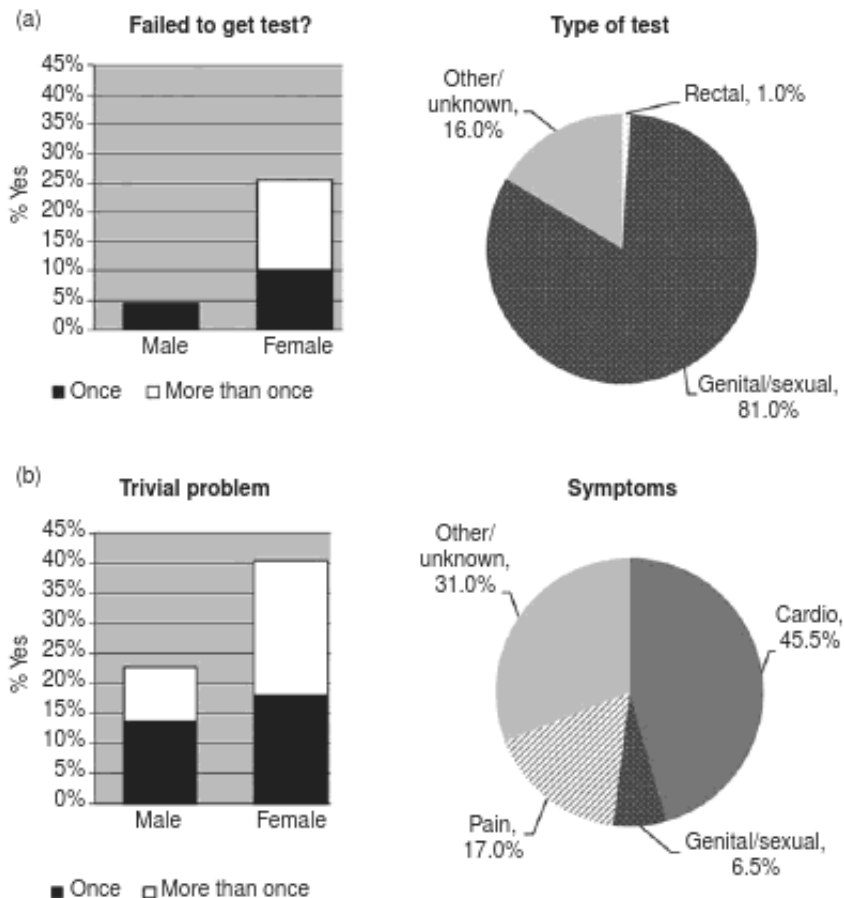 (a)
Failed to get test?
45%
40%
35%
30%
25%
20%
15%
10%
5%
0%
% Yes
Male Female
■ Once □ More than once
Type of test
Other/
unknown,
16.0%
Rectal, 1.0%
Genital/sexual,
81.0%
(b)
Trivial problem
45%
40%
35%
30%
25%
20%
15%
10%
5%
0%
% Yes
Male Female
■ Once □ More than once
Symptoms
Other/
unknown,
31.0%
Cardio,
45.5%
Pain,
17.0%
Genital/sexual,
6.5%